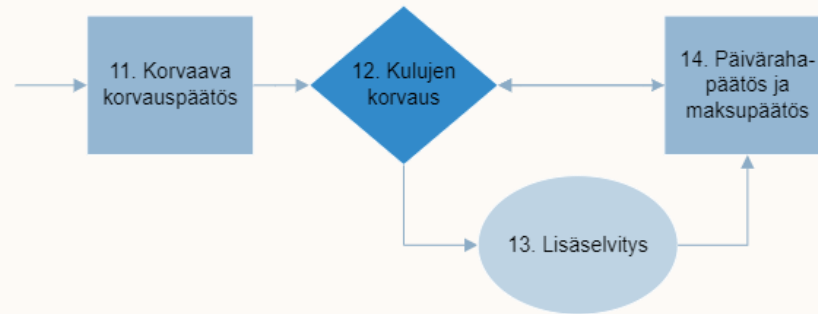 11. Korvaava
korvauspäätös
12. Kulujen
korvaus
14. Päiväraha-
päätös ja
maksupäätös
13. Lisäselvitys